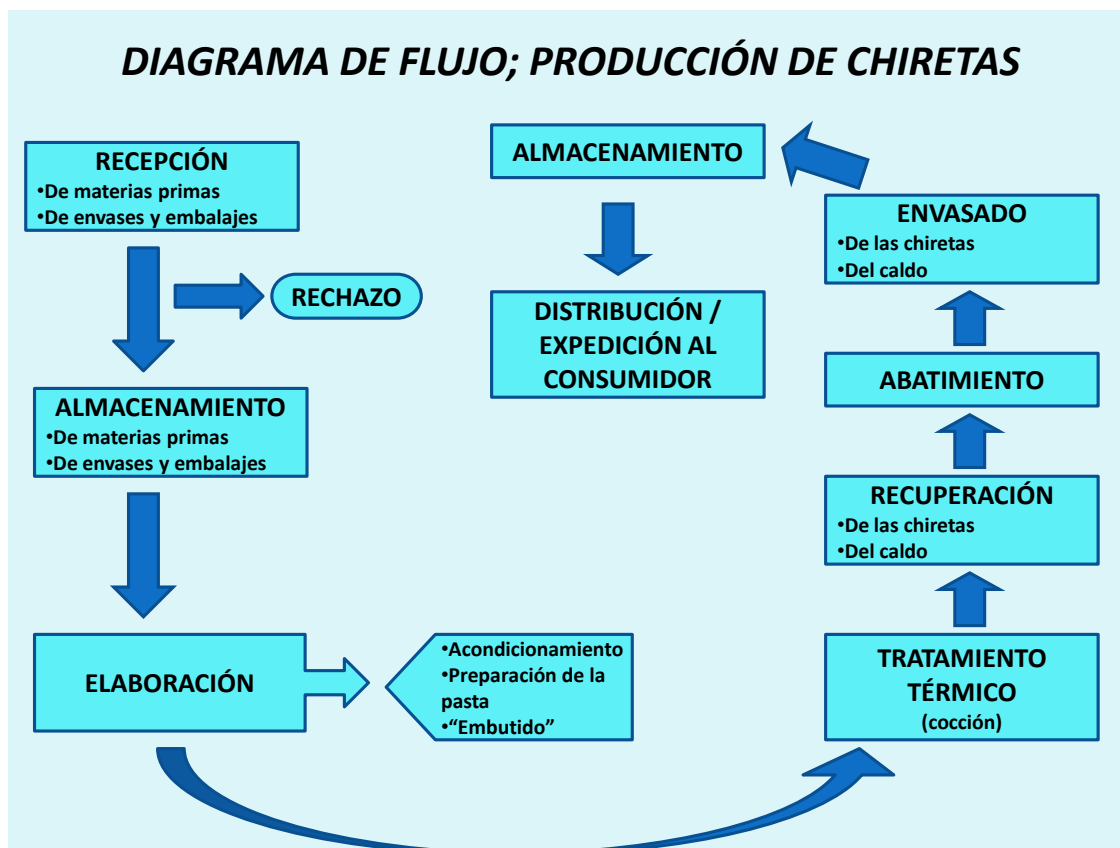 DIAGRAMA DE FLUJO; PRODUCCIÓN DE CHIRETAS
RECEPCIÓN
•De materias primas
•De envases y embalajes
RECHAZO
ALMACENAMIENTO
•De materias primas
•De envases y embalajes
ELABORACIÓN
•Acondicionamiento
•Preparación de la
pasta
•“Embutido”
TRATAMIENTO
TÉRMICO
(cocción)
RECUPERACIÓN
•De las chiretas
•Del caldo
ABATIMIENTO
ENVASADO
•De las chiretas
•Del caldo
ALMACENAMIENTO
DISTRIBUCIÓN /
EXPEDICIÓN AL
CONSUMIDOR